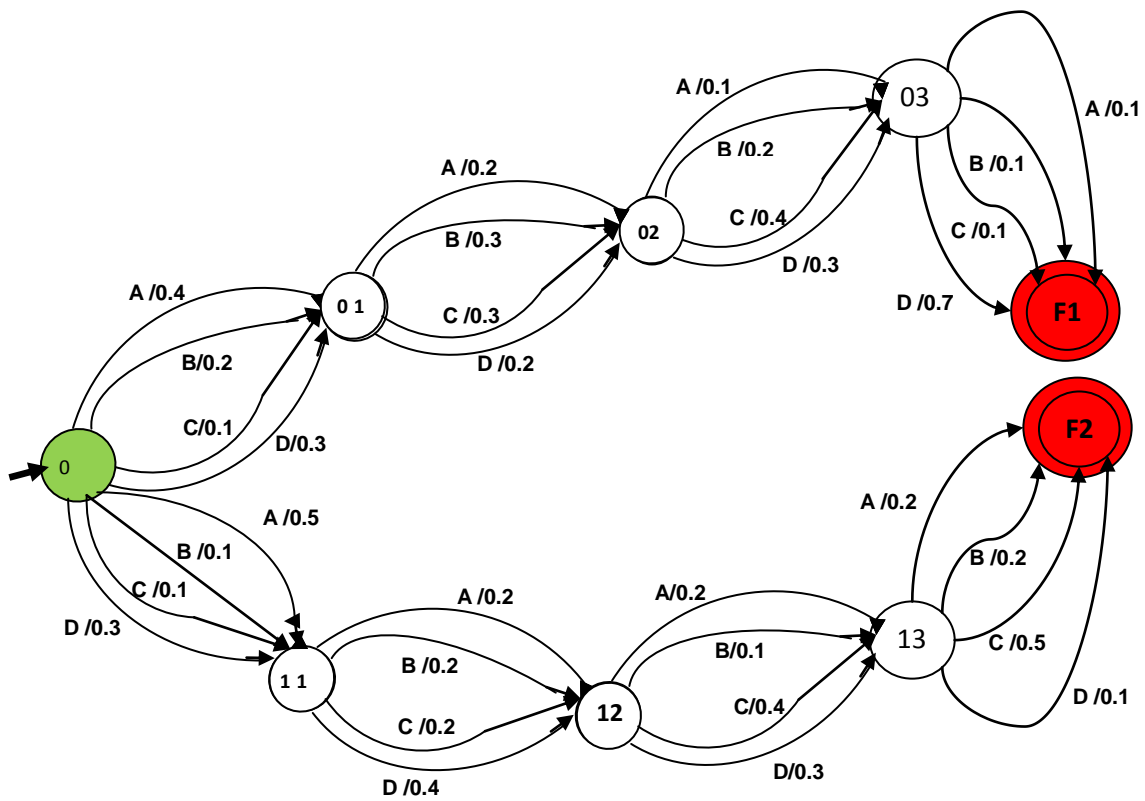 03
A /0.1
A /0.1
B /0.2
B /0.1
A /0.2
C /0.4
02
C /0.1
B /0.3
D /0.3
A /0.4
D /0.7
F1
0 1
C /0.3
B/0.2
D /0.2
C/0.1
D/0.3
F2
0
A /0.2
A /0.5
B /0.1
B /0.2
C /0.1
A /0.2
A/0.2
D /0.3
13
C /0.5
B /0.2
B/0.1
1 1
D /0.1
C/0.4
12
C /0.2
D/0.3
D /0.4